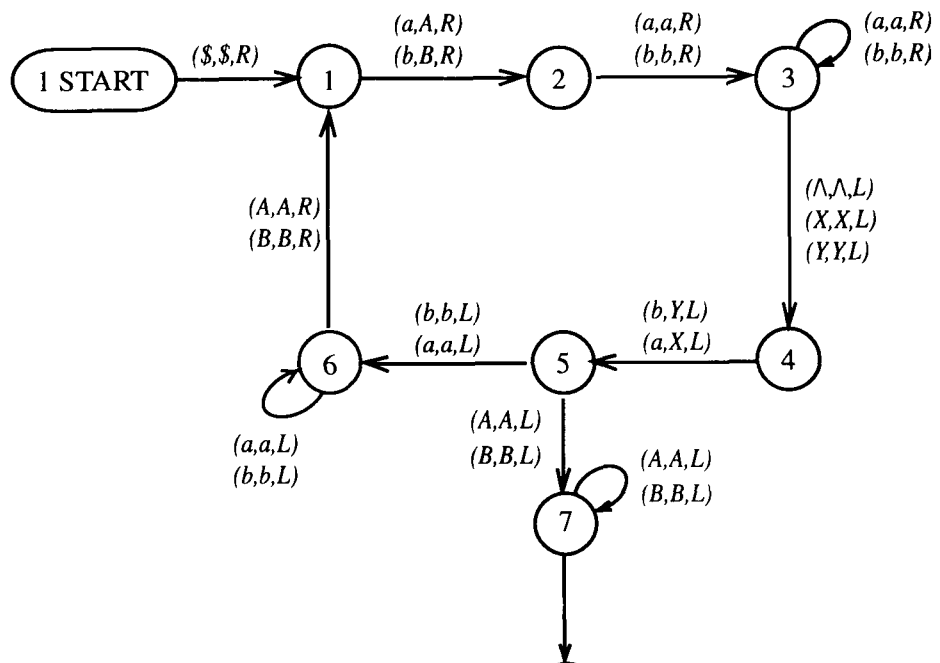 (a,A,R)
(b,B,R)
(a,a,R)
(b,b,R)
(a,a,R)
(b,b,R)
($,$,R)
1 START
1
2
3
(Λ,Λ,L)
(X,X,L)
(Y,Y,L)
(A,A,R)
(B,B,R)
(b,b,L)
(a,a,L)
(b,Y,L)
(a,X,L)
6
5
4
(a,a,L)
(b,b,L)
(A,A,L)
(B,B,L)
(A,A,L)
(B,B,L)
7